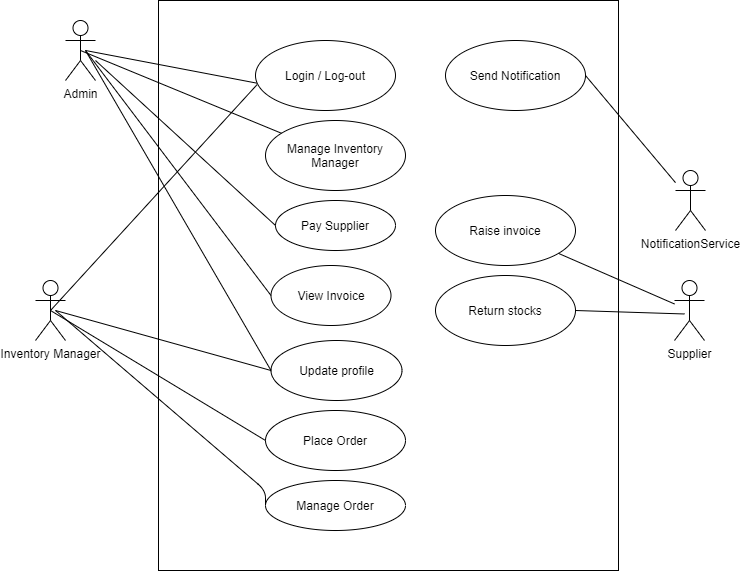 Login / Log-out
Send Notification
Admin
Manage Inventory
Manager
Pay Supplier
Raise invoice
NotificationService
View Invoice
Return stocks
Inventory Manager
Supplier
Update profile
Place Order
Manage Order